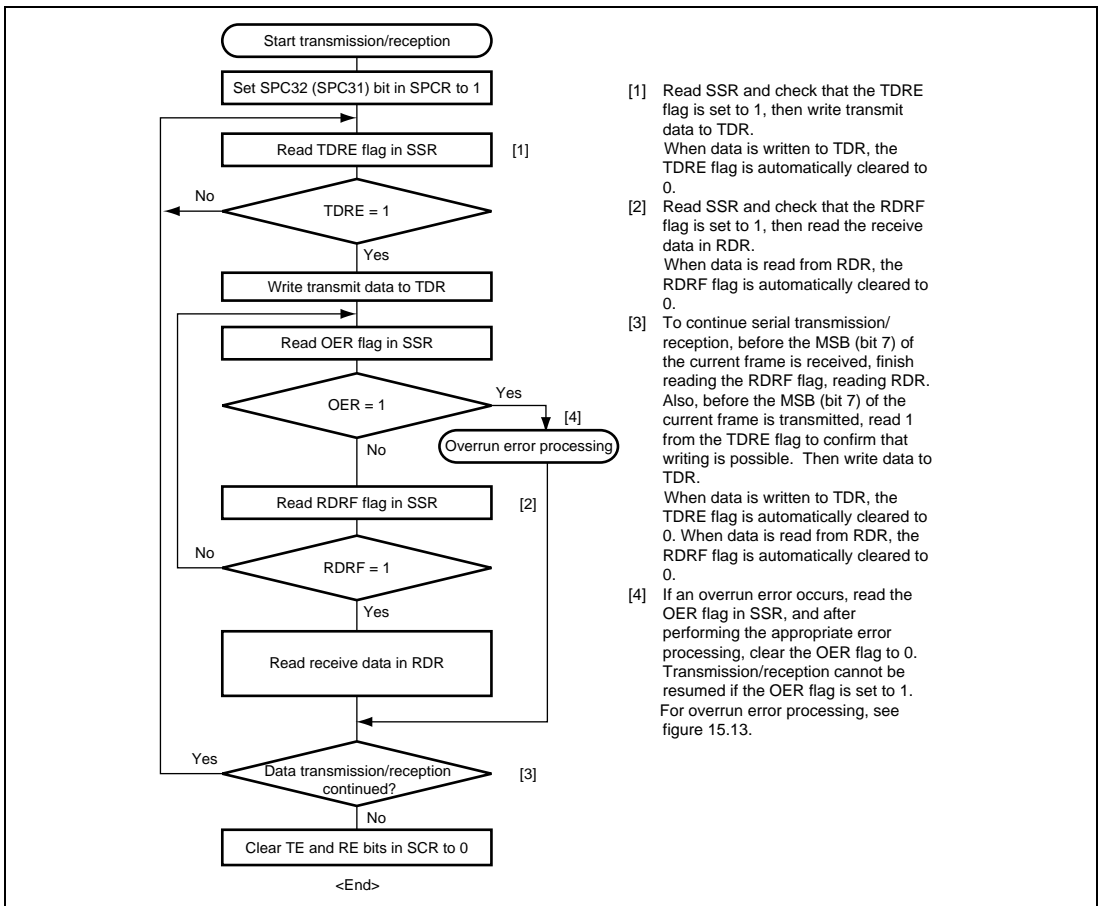 Start transmission/reception
Set SPC32 (SPC31) bit in SPCR to 1
Read TDRE flag in SSR
[1]
No
TDRE = 1
Yes
Write transmit data to TDR
Read OER flag in SSR
OER = 1
Yes
[4]
Overrun error processing
No
Read RDRF flag in SSR
[2]
No
RDRF = 1
Yes
Read receive data in RDR
Yes
Data transmission/reception
continued?
[3]
No
Clear TE and RE bits in SCR to 0
<End>
[1] Read SSR and check that the TDRE
flag is set to 1, then write transmit
data to TDR.
When data is written to TDR, the
TDRE flag is automatically cleared to
0.
[2] Read SSR and check that the RDRF
flag is set to 1, then read the receive
data in RDR.
When data is read from RDR, the
RDRF flag is automatically cleared to
0.
[3] To continue serial transmission/
reception, before the MSB (bit 7) of
the current frame is received, finish
reading the RDRF flag, reading RDR.
Also, before the MSB (bit 7) of the
current frame is transmitted, read 1
from the TDRE flag to confirm that
writing is possible. Then write data to
TDR.
When data is written to TDR, the
TDRE flag is automatically cleared to
0. When data is read from RDR, the
RDRF flag is automatically cleared to
0.
[4] If an overrun error occurs, read the
OER flag in SSR, and after
performing the appropriate error
processing, clear the OER flag to 0.
Transmission/reception cannot be
resumed if the OER flag is set to 1.
For overrun error processing, see
figure 15.13.